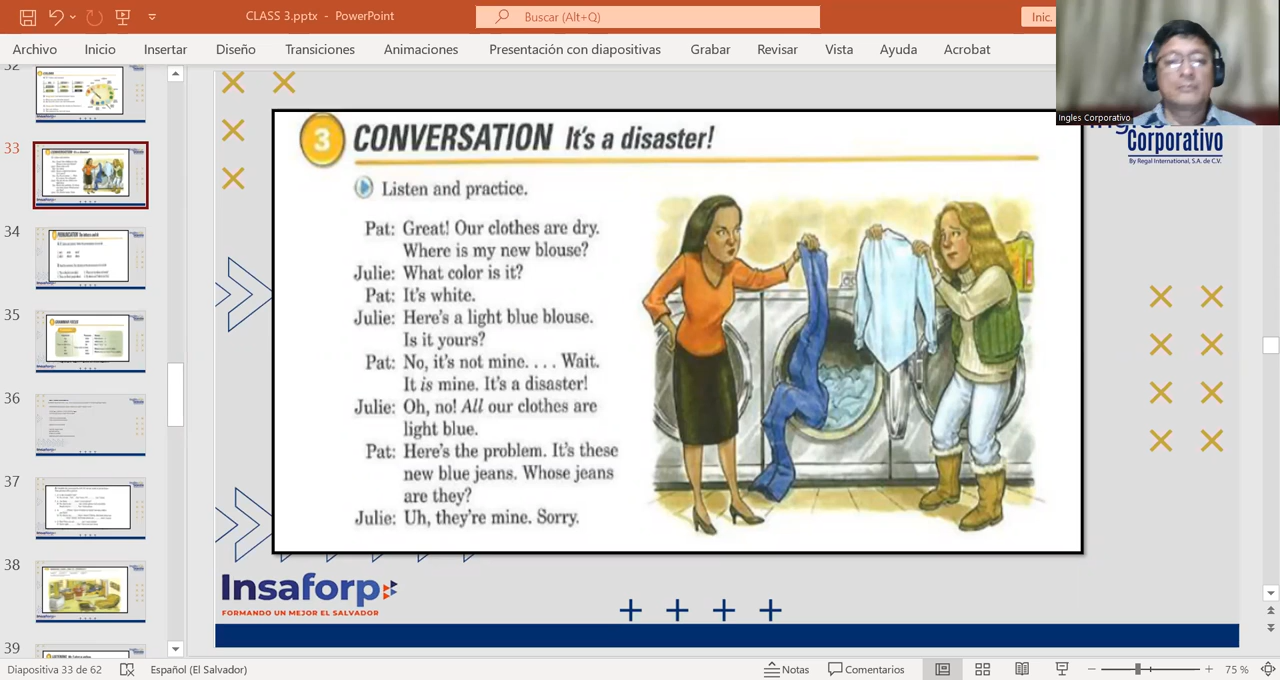 CLASS 3.pptx - PowerPoint
Buscar (Alt+Q)
Inic.
Archivo Inicio Insertar Diseño Transiciones Animaciones Presentación con diapositivas Grabar Revisar Vista Ayuda Acrobat
Ingles Corporativo
Corporativo
By Regal International, S.A. de C.V.
32
33
34
35
36
37
38
39
3 CONVERSATION It's a disaster!
Listen and practice.
Pat: Great! Our clothes are dry.
Where is my new blouse?
Julie: What color is it?
Pat: It's white.
Julie: Here's a light blue blouse.
Is it yours?
Pat: No, it's not mine. . . . Wait.
It is mine. It's a disaster!
Julie: Oh, no! All our clothes are
light blue.
Pat: Here's the problem. It's these
new blue jeans. Whose jeans
are they?
Julie: Uh, they're mine. Sorry.
Insaforp
FORMANDO UN MEJOR EL SALVADOR
Diapositiva 33 de 62 Español (El Salvador) Notas Comentarios 75 %